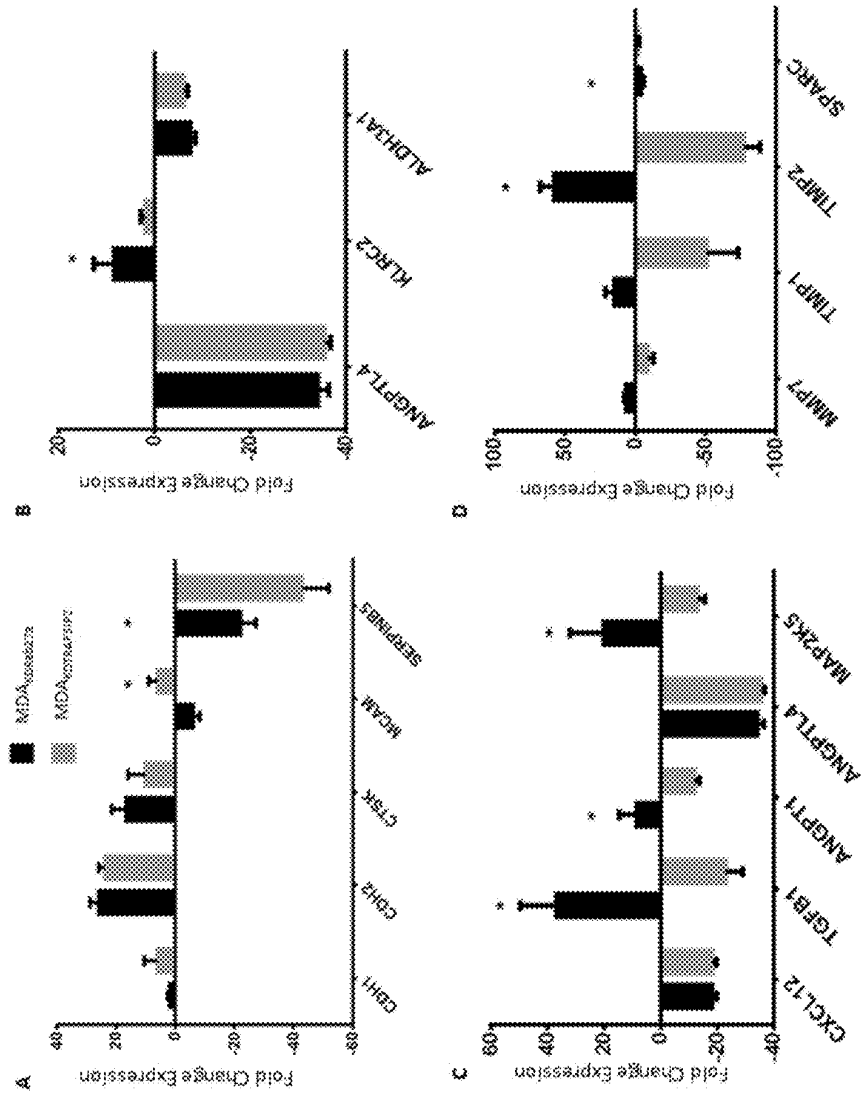 MDA
MDA
A
Fold Change Expression
40
20
0
-20
-40
-60
CDH1
CDH2
CTSK
MCAM
SERPINB5
*
*
B
Fold Change Expression
20
0
-20
-40
ANGPTL4
KLRC2
ALDH3A1
*
C
Fold Change Expression
60
40
20
0
-20
-40
CXCL12
TGFB1
ANGPT1
ANGPTL4
MAP2K5
*
*
*
D
Fold Change Expression
100
50
0
-50
-100
MMP7
TIMP1
TIMP2
SPARC
*
*